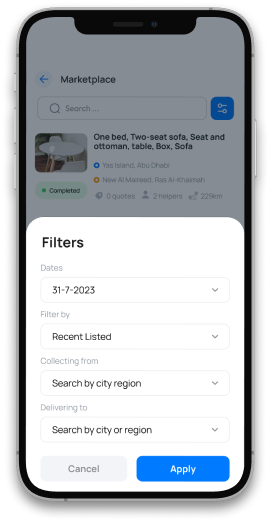 Marketplace
Search ...
One bed, Two-seat sofa, Seat and
ottoman, table, Box, Sofa
Yas Island, Abu Dhabi
New Al Maireed, Ras Al-Khaimah
Completed
0 quotes
2 helpers
229km
Filters
Dates
31-7-2023
Filter by
Recent Listed
Collecting from
Search by city region
Delivering to
Search by city or region
Cancel
Apply